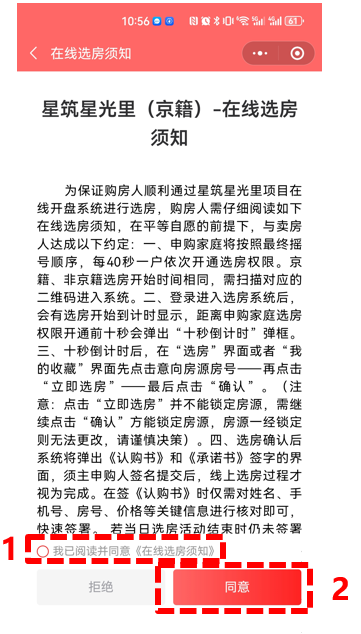 10:56 61
在线选房须知
星筑星光里（京籍）-在线选房
须知
为保证购房人顺利通过星筑星光里项目在
线开盘系统进行选房，购房人需仔细阅读如下
在线选房须知，在平等自愿的前提下，与卖房
人达成以下约定：一、申购家庭将按照最终摇
号顺序，每40秒一户依次开通选房权限。京
籍、非京籍选房开始时间相同，需扫描对应的
二维码进入系统。二、登录进入选房系统后，
会有选房开始到计时显示，距离申购家庭选房
权限开通前十秒会弹出“十秒倒计时”弹框。
三、十秒倒计时后，在“选房”界面或者“我
的收藏”界面先点击意向房源房号——再点击
“立即选房”——最后点击“确认”。（注
意：点击“立即选房”并不能锁定房源，需继
续点击“确认”方能锁定房源，房源一经锁定
则无法更改，请谨慎决策）。四、选房确认后
系统将弹出《认购书》和《承诺书》签字的界
面，须主申购人签名提交后，线上选房过程才
视为完成。在签《认购书》时仅需对姓名、手
机号、房号、价格等关键信息进行核对即可，
快速签署。若当日选房活动结束时仍未签署
1 我已阅读并同意《在线选房须知》
拒绝 同意 2